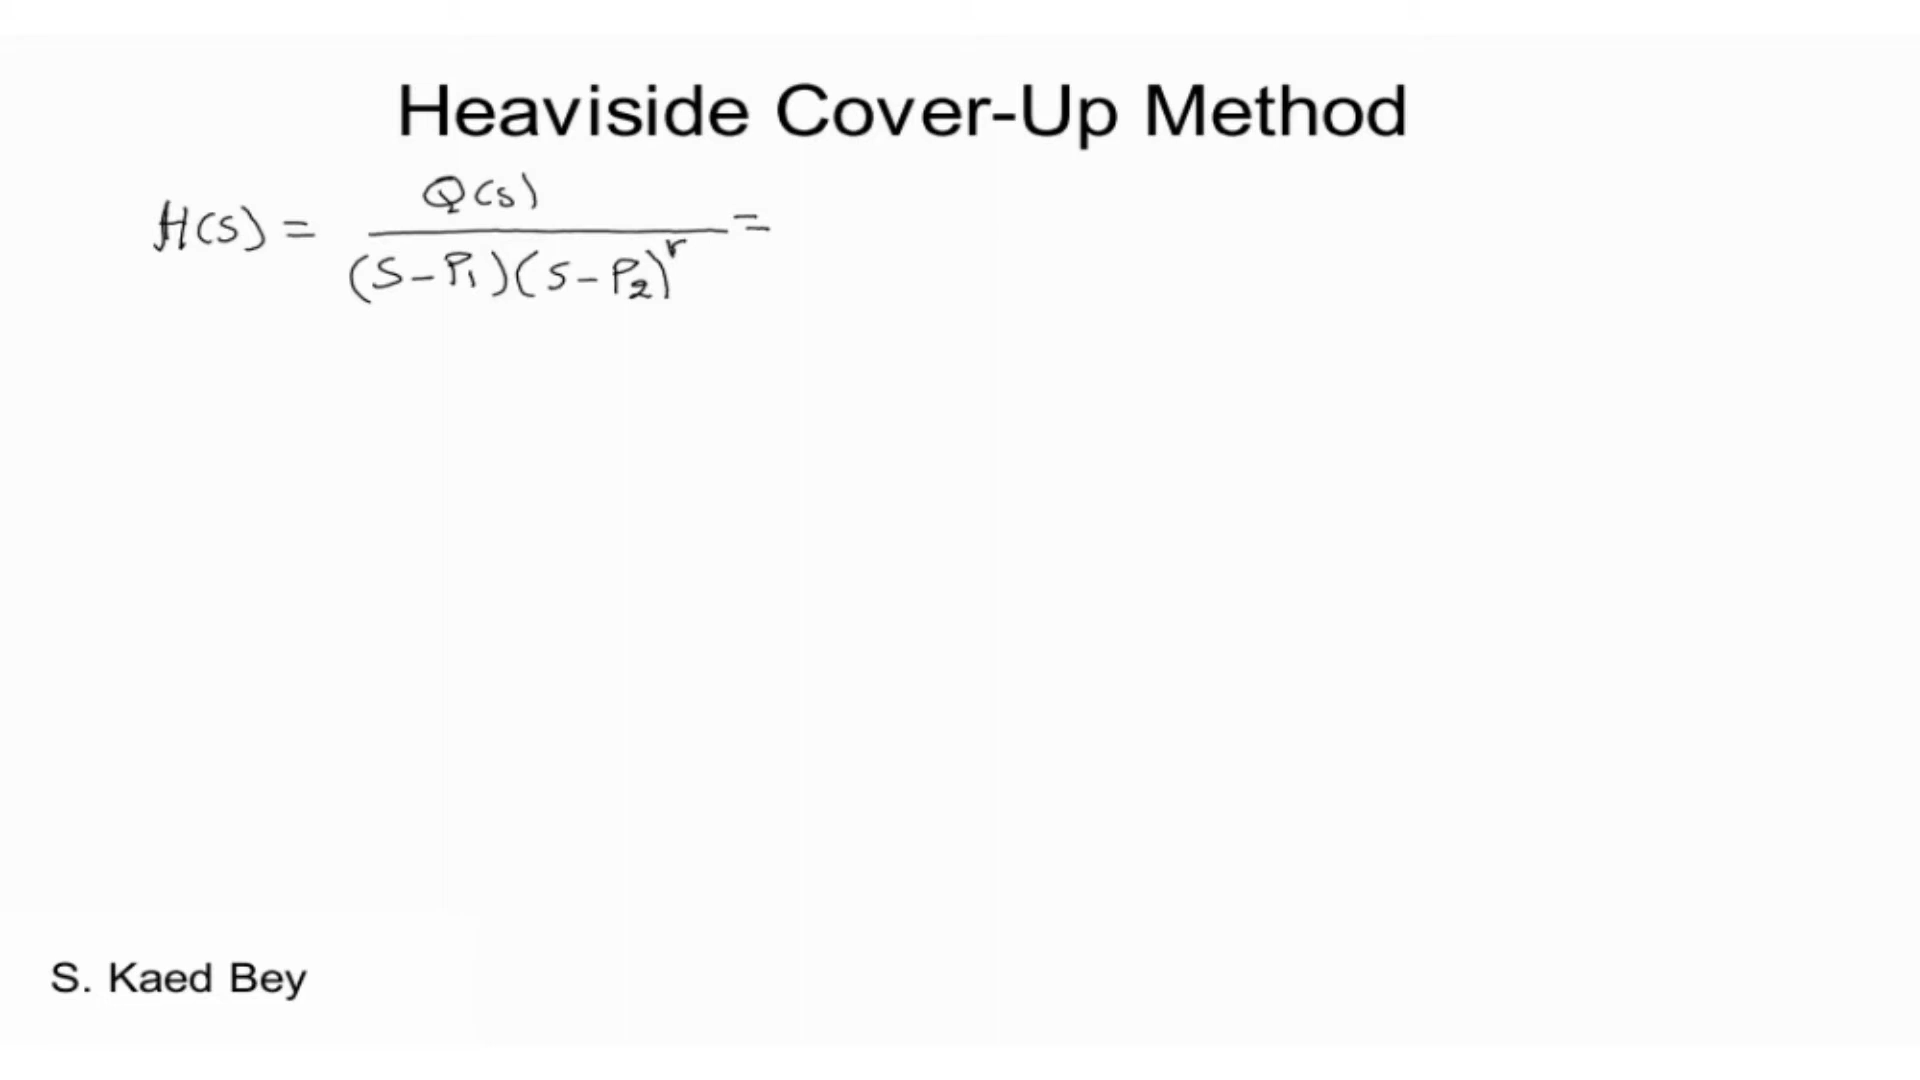 Heaviside Cover-Up Method
H(s) = Q(s) / (s-P₁)(s-P₂)^r =
S. Kaed Bey